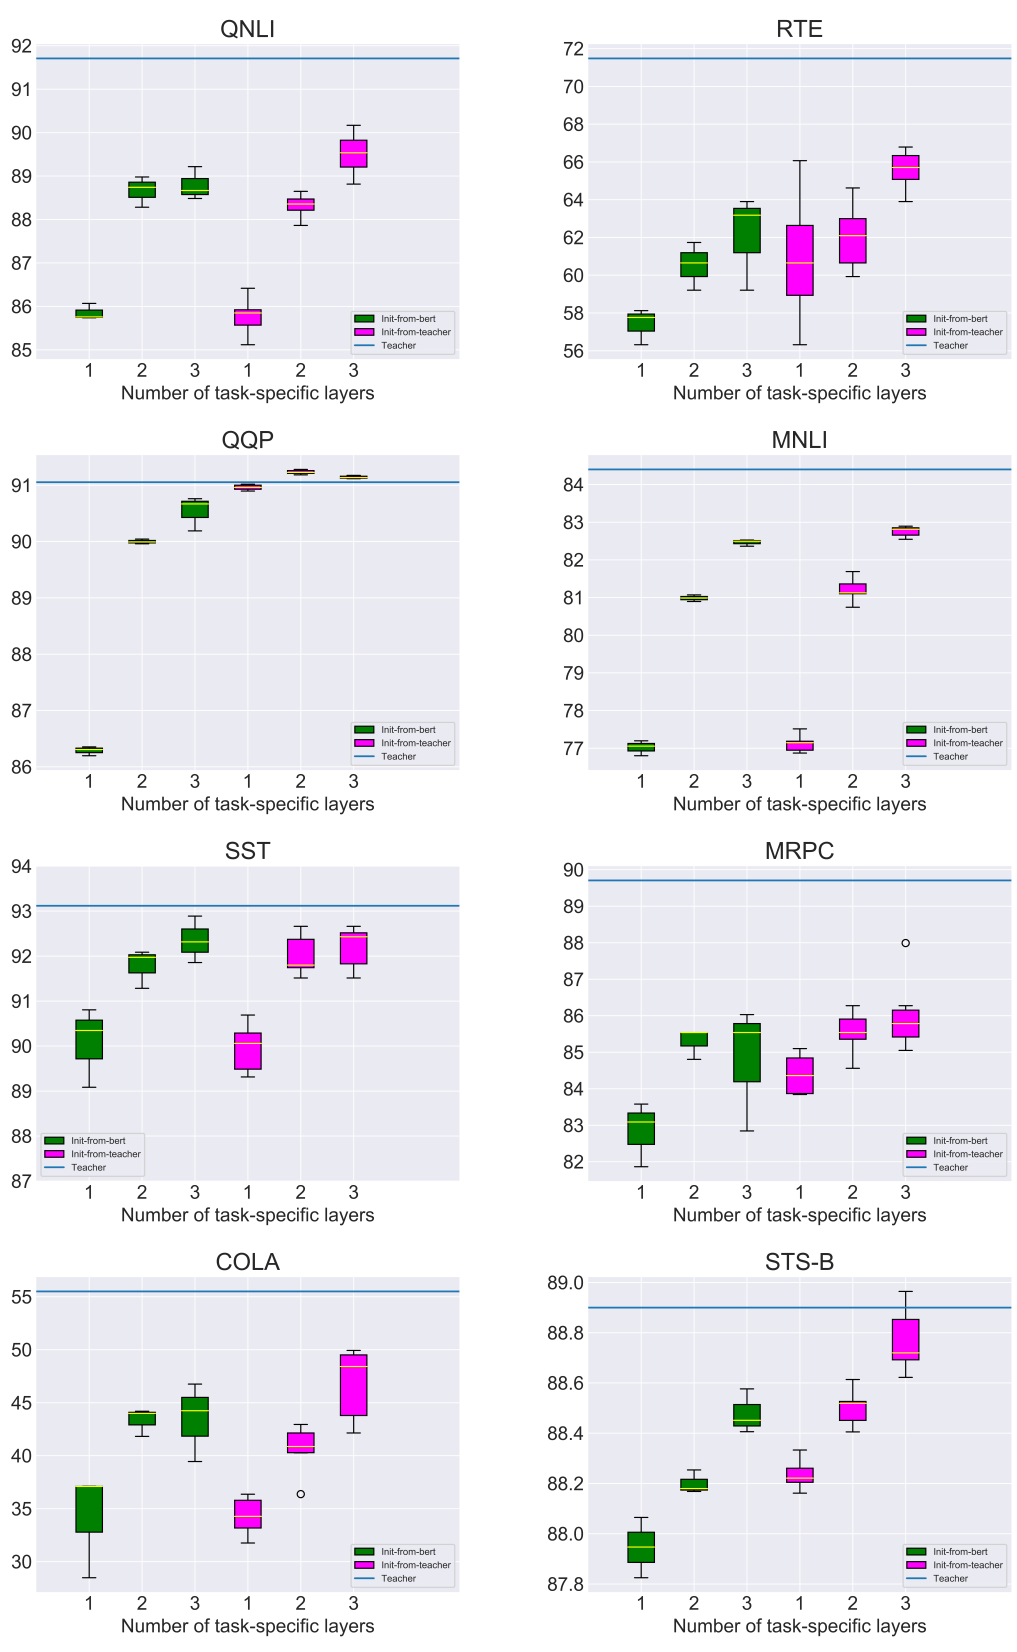 QNLI
92
91
90
89
88
87
86
85
1 2 3 1 2 3
Number of task-specific layers
Init-from-bert
Init-from-teacher
Teacher
RTE
72
70
68
66
64
62
60
58
56
1 2 3 1 2 3
Number of task-specific layers
Init-from-bert
Init-from-teacher
Teacher
QQP
91
90
89
88
87
86
1 2 3 1 2 3
Number of task-specific layers
Init-from-bert
Init-from-teacher
Teacher
MNLI
84
83
82
81
80
79
78
77
1 2 3 1 2 3
Number of task-specific layers
Init-from-bert
Init-from-teacher
Teacher
SST
94
93
92
91
90
89
88
87
1 2 3 1 2 3
Number of task-specific layers
Init-from-bert
Init-from-teacher
Teacher
MRPC
90
89
88
87
86
85
84
83
82
1 2 3 1 2 3
Number of task-specific layers
Init-from-bert
Init-from-teacher
Teacher
COLA
55
50
45
40
35
30
1 2 3 1 2 3
Number of task-specific layers
Init-from-bert
Init-from-teacher
Teacher
STS-B
89.0
88.8
88.6
88.4
88.2
88.0
87.8
1 2 3 1 2 3
Number of task-specific layers
Init-from-bert
Init-from-teacher
Teacher